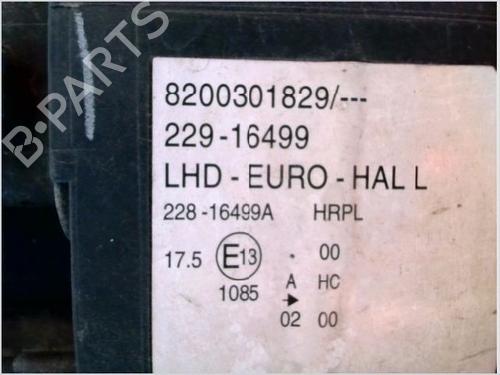 B-PARTS
8200301829/---
229-16499
LHD - EURO - HAL L
228-16499A HRPL
17.5 E13 . 00
A HC
1085 →
02 00